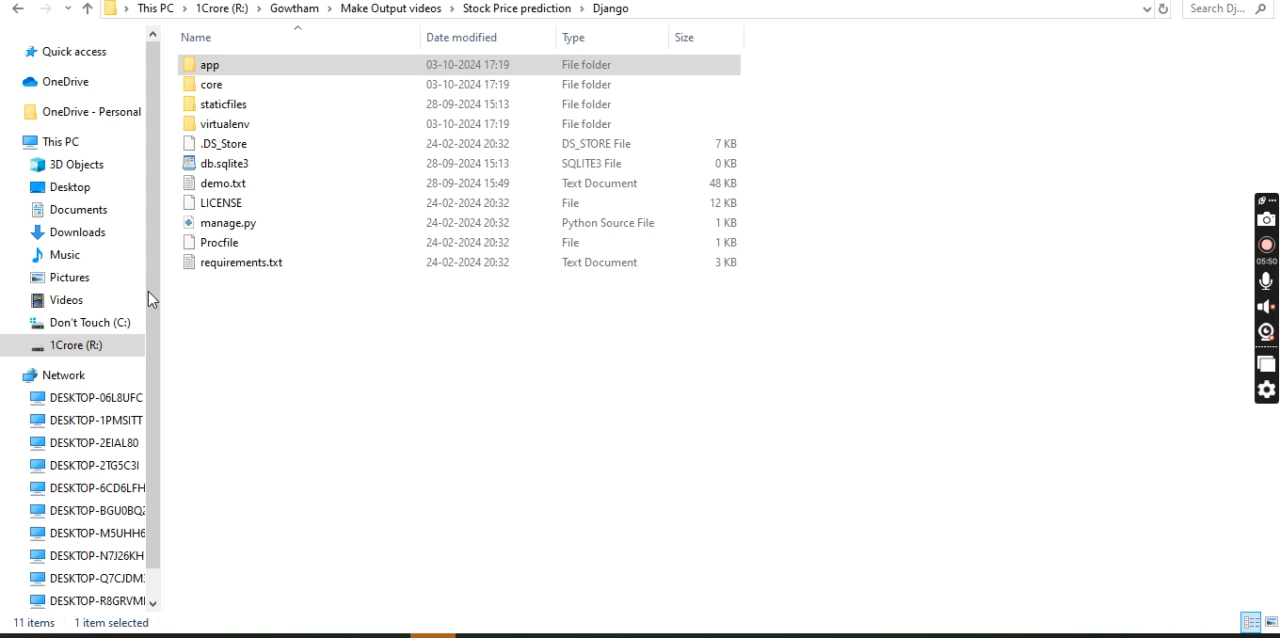 This PC > 1Crore (R:) > Gowtham > Make Output videos > Stock Price prediction > Django
Search Dj...
Name Date modified Type Size
app 03-10-2024 17:19 File folder
core 03-10-2024 17:19 File folder
staticfiles 28-09-2024 15:13 File folder
virtualenv 03-10-2024 17:19 File folder
.DS_Store 24-02-2024 20:32 DS_STORE File 7 KB
db.sqlite3 28-09-2024 15:13 SQLITE3 File 0 KB
demo.txt 28-09-2024 15:49 Text Document 48 KB
LICENSE 24-02-2024 20:32 File 12 KB
manage.py 24-02-2024 20:32 Python Source File 1 KB
Procfile 24-02-2024 20:32 File 1 KB
requirements.txt 24-02-2024 20:32 Text Document 3 KB
Quick access
OneDrive
OneDrive - Personal
This PC
3D Objects
Desktop
Documents
Downloads
Music
Pictures
Videos
Don't Touch (C:)
1Crore (R:)
Network
DESKTOP-06L8UFC
DESKTOP-1PMSITT
DESKTOP-2EIAL80
DESKTOP-2TG5C3I
DESKTOP-6CD6LFH
DESKTOP-BGU0BQ2
DESKTOP-M5UHH6
DESKTOP-N7J26KH
DESKTOP-Q7CJDM
DESKTOP-R8GRVM
05:50
11 items 1 item selected